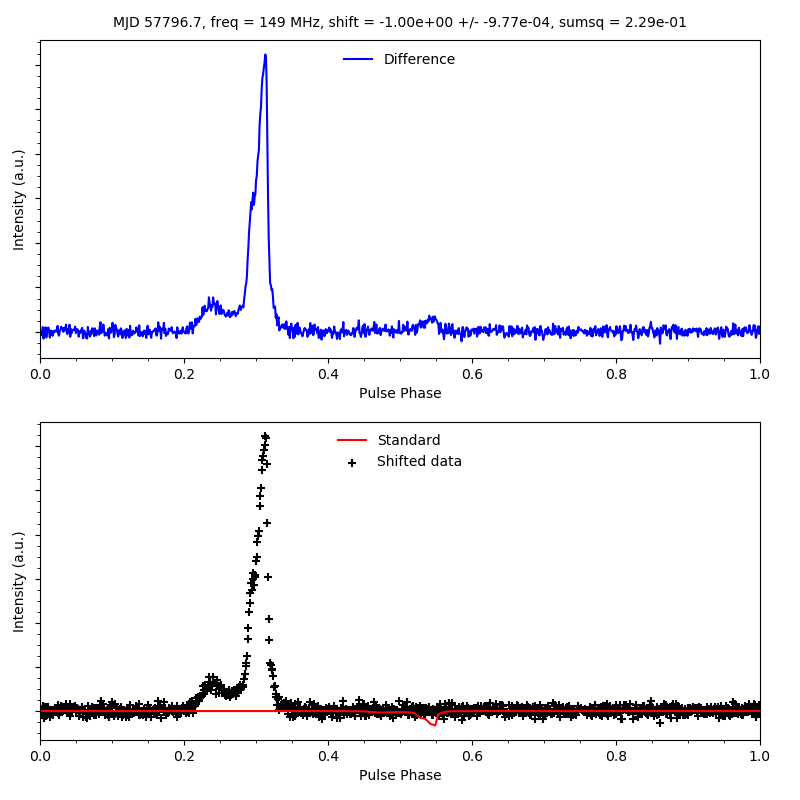 MJD 57796.7, freq = 149 MHz, shift = -1.00e+00 +/- -9.77e-04, sumsq = 2.29e-01
Difference
Intensity (a.u.)
0.0 0.2 0.4 0.6 0.8 1.0
Pulse Phase
Standard
Shifted data
Intensity (a.u.)
0.0 0.2 0.4 0.6 0.8 1.0
Pulse Phase